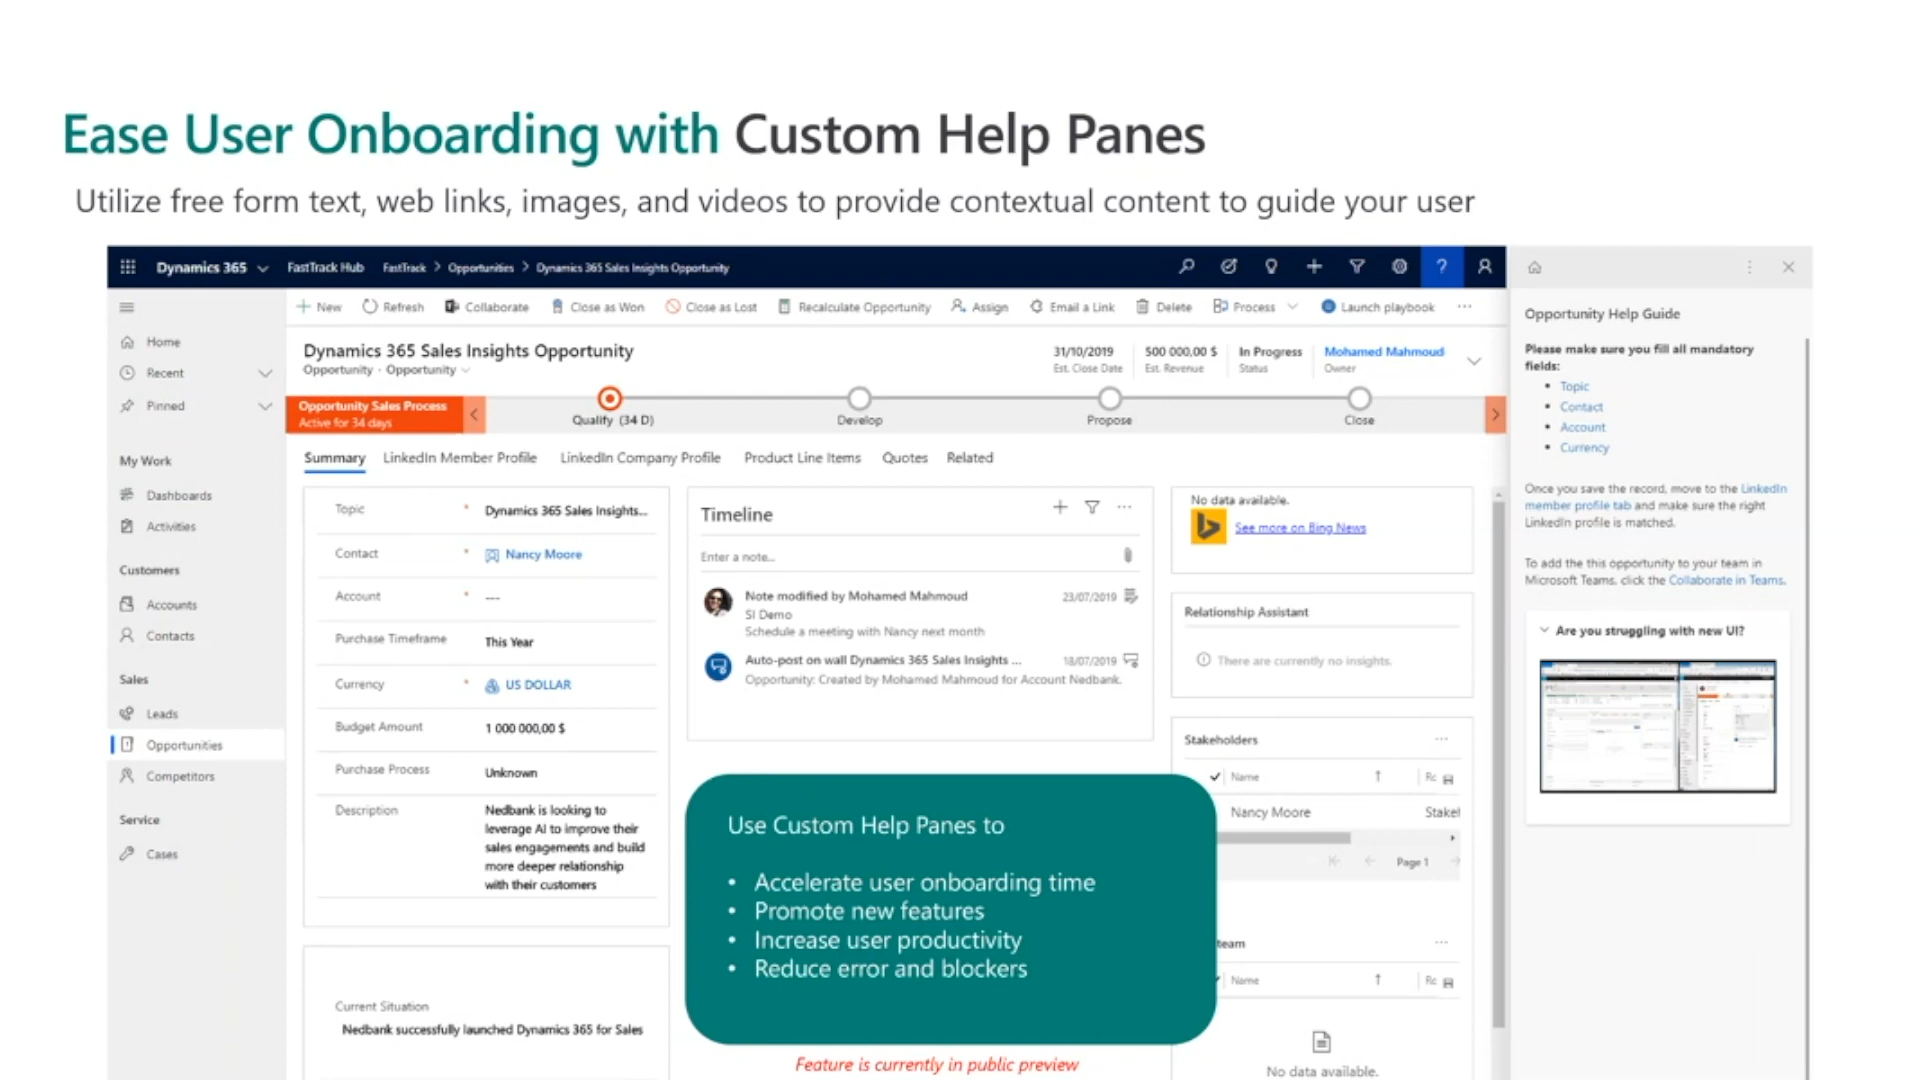 Ease User Onboarding with Custom Help Panes
Utilize free form text, web links, images, and videos to provide contextual content to guide your user
Dynamics 365
FastTrack Hub
FastTrack > Opportunities > Dynamics 365 Sales Insights Opportunity
New
Refresh
Collaborate
Close as Won
Close as Lost
Recalculate Opportunity
Assign
Email a Link
Delete
Process
Launch playbook
Home
Recent
Pinned
My Work
Dashboards
Activities
Customers
Accounts
Contacts
Sales
Leads
Opportunities
Competitors
Service
Cases
Dynamics 365 Sales Insights Opportunity
Opportunity · Opportunity
31/10/2019
Est. Close Date
500 000,00 $
Est. Revenue
In Progress
Status
Mohamed Mahmoud
Owner
Opportunity Sales Process
Active for 34 days
Qualify (34 D)
Develop
Propose
Close
Summary
LinkedIn Member Profile
LinkedIn Company Profile
Product Line Items
Quotes
Related
Topic * Dynamics 365 Sales Insights...
Contact * Nancy Moore
Account * ---
Purchase Timeframe This Year
Currency * US DOLLAR
Budget Amount 1 000 000,00 $
Purchase Process Unknown
Description Nedbank is looking to
leverage AI to improve their
sales engagements and build
more deeper relationship
with their customers
Current Situation
Nedbank successfully launched Dynamics 365 for Sales
Timeline
Enter a note...
Note modified by Mohamed Mahmoud 23/07/2019
SI Demo
Schedule a meeting with Nancy next month
Auto-post on wall Dynamics 365 Sales Insights ... 18/07/2019
Opportunity: Created by Mohamed Mahmoud for Account Nedbank.
Use Custom Help Panes to
• Accelerate user onboarding time
• Promote new features
• Increase user productivity
• Reduce error and blockers
Feature is currently in public preview
No data available.
See more on Bing News
Relationship Assistant
There are currently no insights.
Stakeholders
Name ↑ Rc
Nancy Moore Stakel
Page 1
team
Name ↑ Rc
No data available.
Opportunity Help Guide
Please make sure you fill all mandatory
fields:
• Topic
• Contact
• Account
• Currency
Once you save the record, move to the LinkedIn
member profile tab and make sure the right
LinkedIn profile is matched.
To add the this opportunity to your team in
Microsoft Teams, click the Collaborate in Teams.
Are you struggling with new UI?